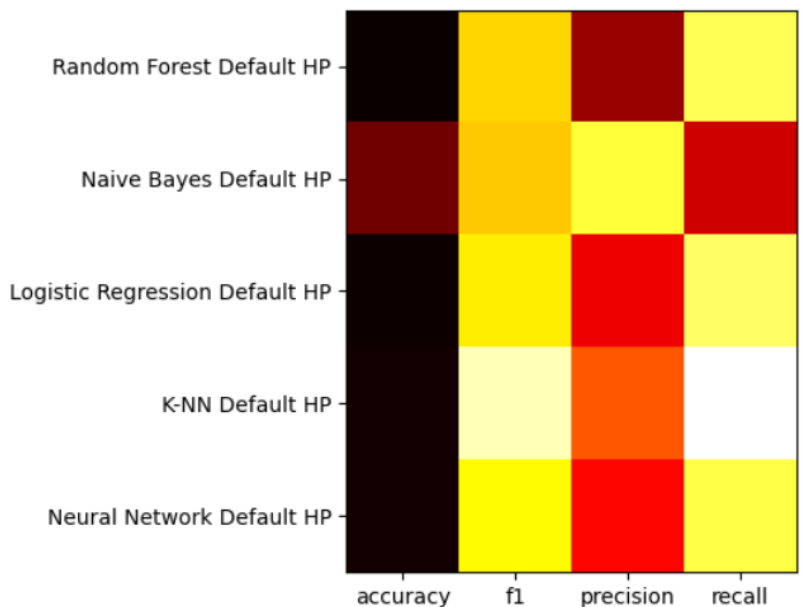 Random Forest Default HP
Naive Bayes Default HP
Logistic Regression Default HP
K-NN Default HP
Neural Network Default HP
accuracy f1 precision recall